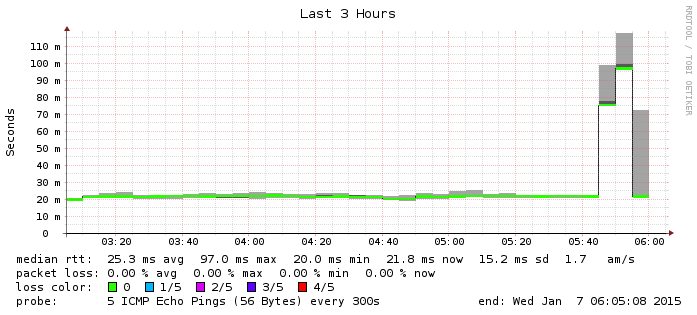 Last 3 Hours
RRDTOOL / TOBI OETIKER
Seconds
110 m
100 m
90 m
80 m
70 m
60 m
50 m
40 m
30 m
20 m
10 m
0
03:20 03:40 04:00 04:20 04:40 05:00 05:20 05:40 06:00
median rtt: 25.3 ms avg 97.0 ms max 20.0 ms min 21.8 ms now 15.2 ms sd 1.7 am/s
packet loss: 0.00 % avg 0.00 % max 0.00 % min 0.00 % now
loss color: 0 1/5 2/5 3/5 4/5
probe: 5 ICMP Echo Pings (56 Bytes) every 300s end: Wed Jan 7 06:05:08 2015